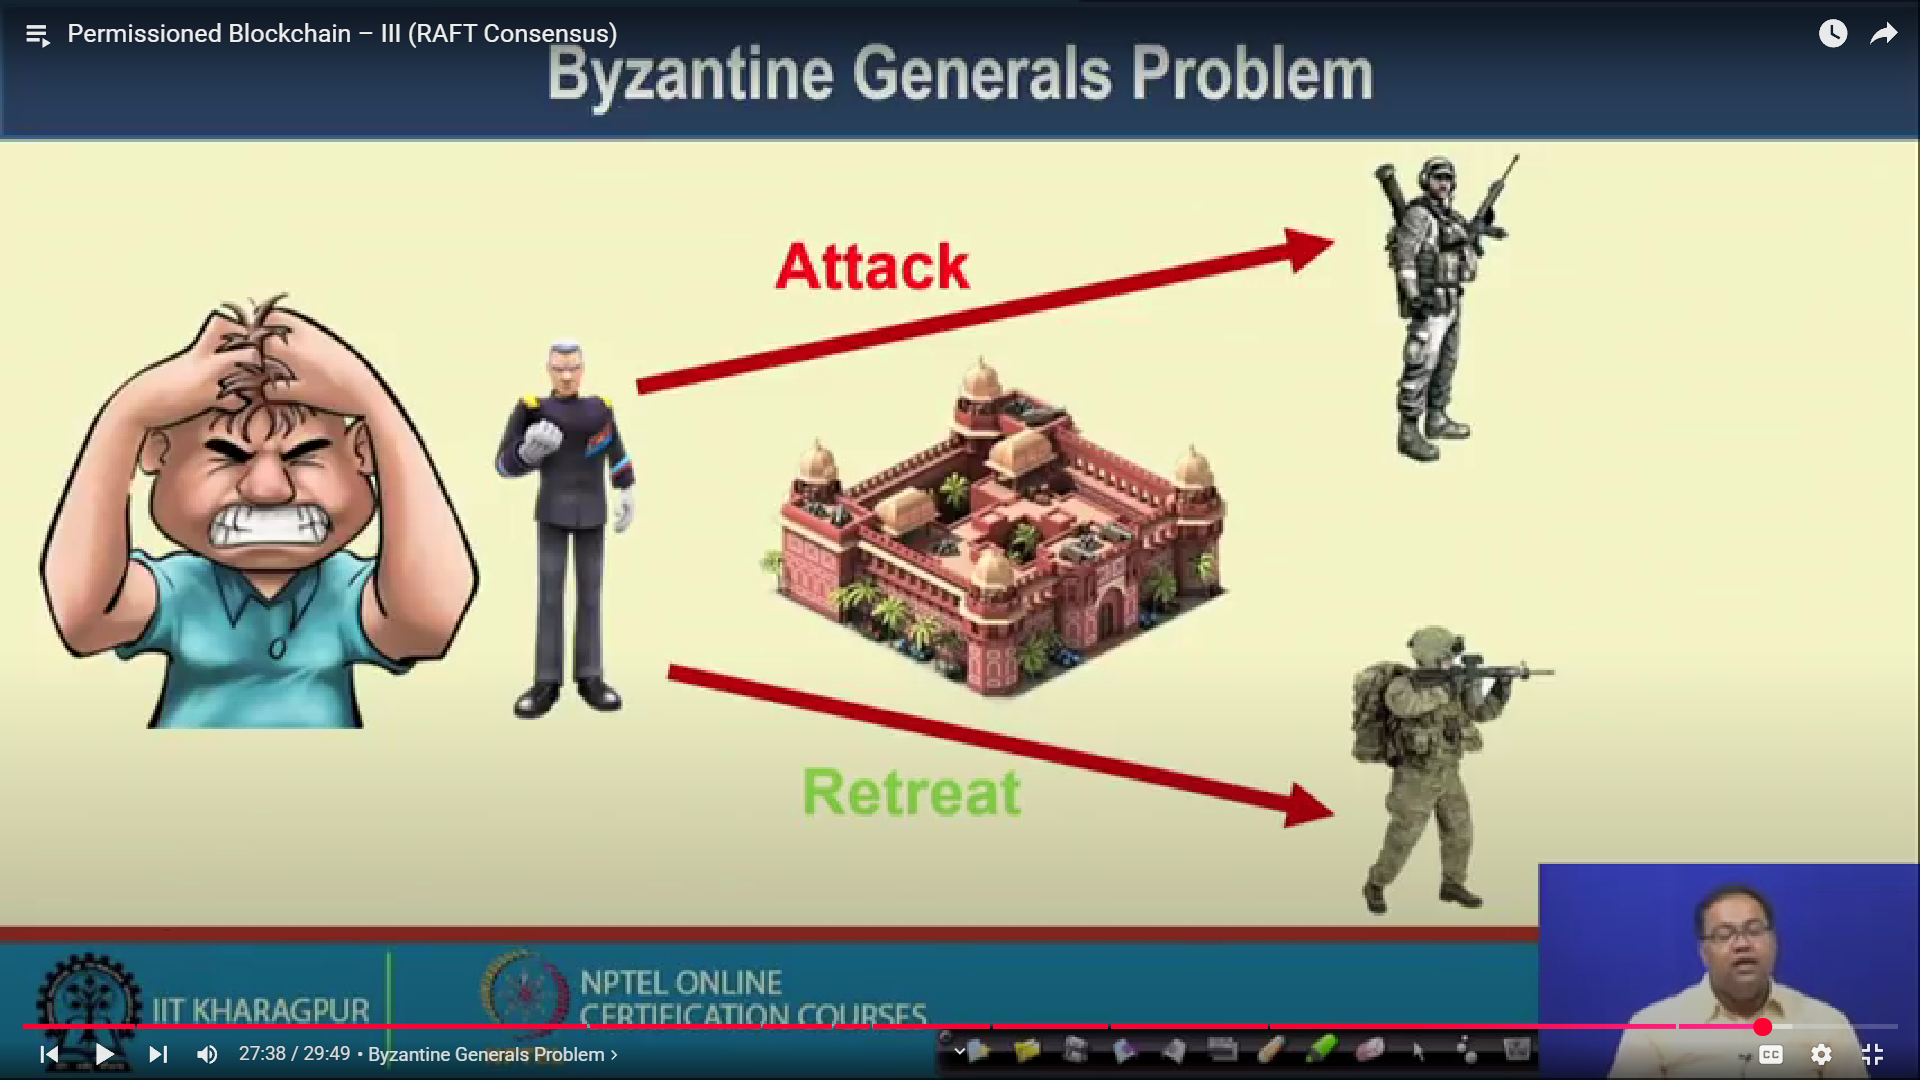 Permissioned Blockchain – III (RAFT Consensus)
Byzantine Generals Problem
Attack
Retreat
IIT KHARAGPUR
NPTEL ONLINE
CERTIFICATION COURSES
27:38 / 29:49 • Byzantine Generals Problem ›
CC